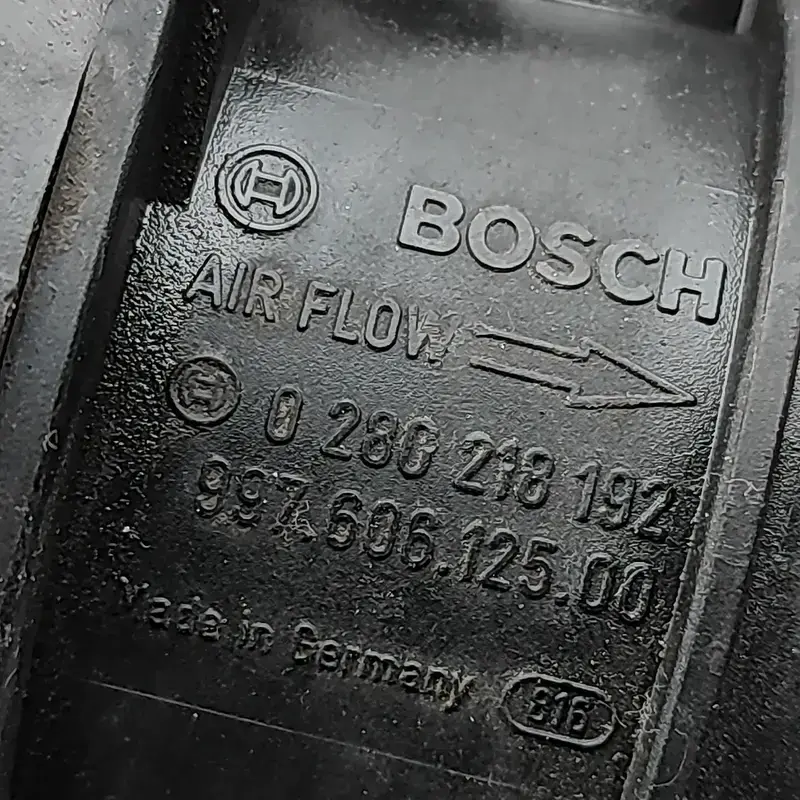 BOSCH
AIR FLOW
0 280 218 192
997.606.125.00
Made in Germany 816